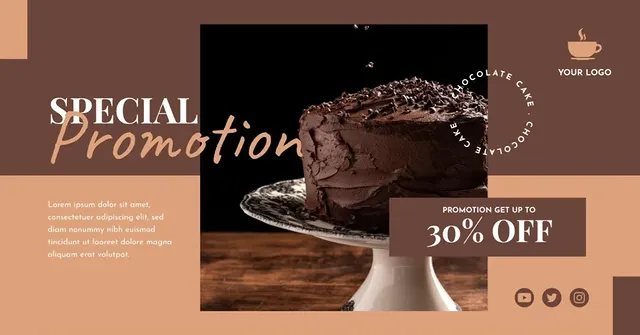 SPECIAL
Promotion
Lorem ipsum dolor sit amet,
consectetuer adipiscing elit, sed
diam nonummy nibh euismod
tincidunt ut laoreet dolore magna
aliquam erat volutpat.
CHOCOLATE CAKE · CHOCOLATE CAKE ·
YOUR LOGO
PROMOTION GET UP TO
30% OFF